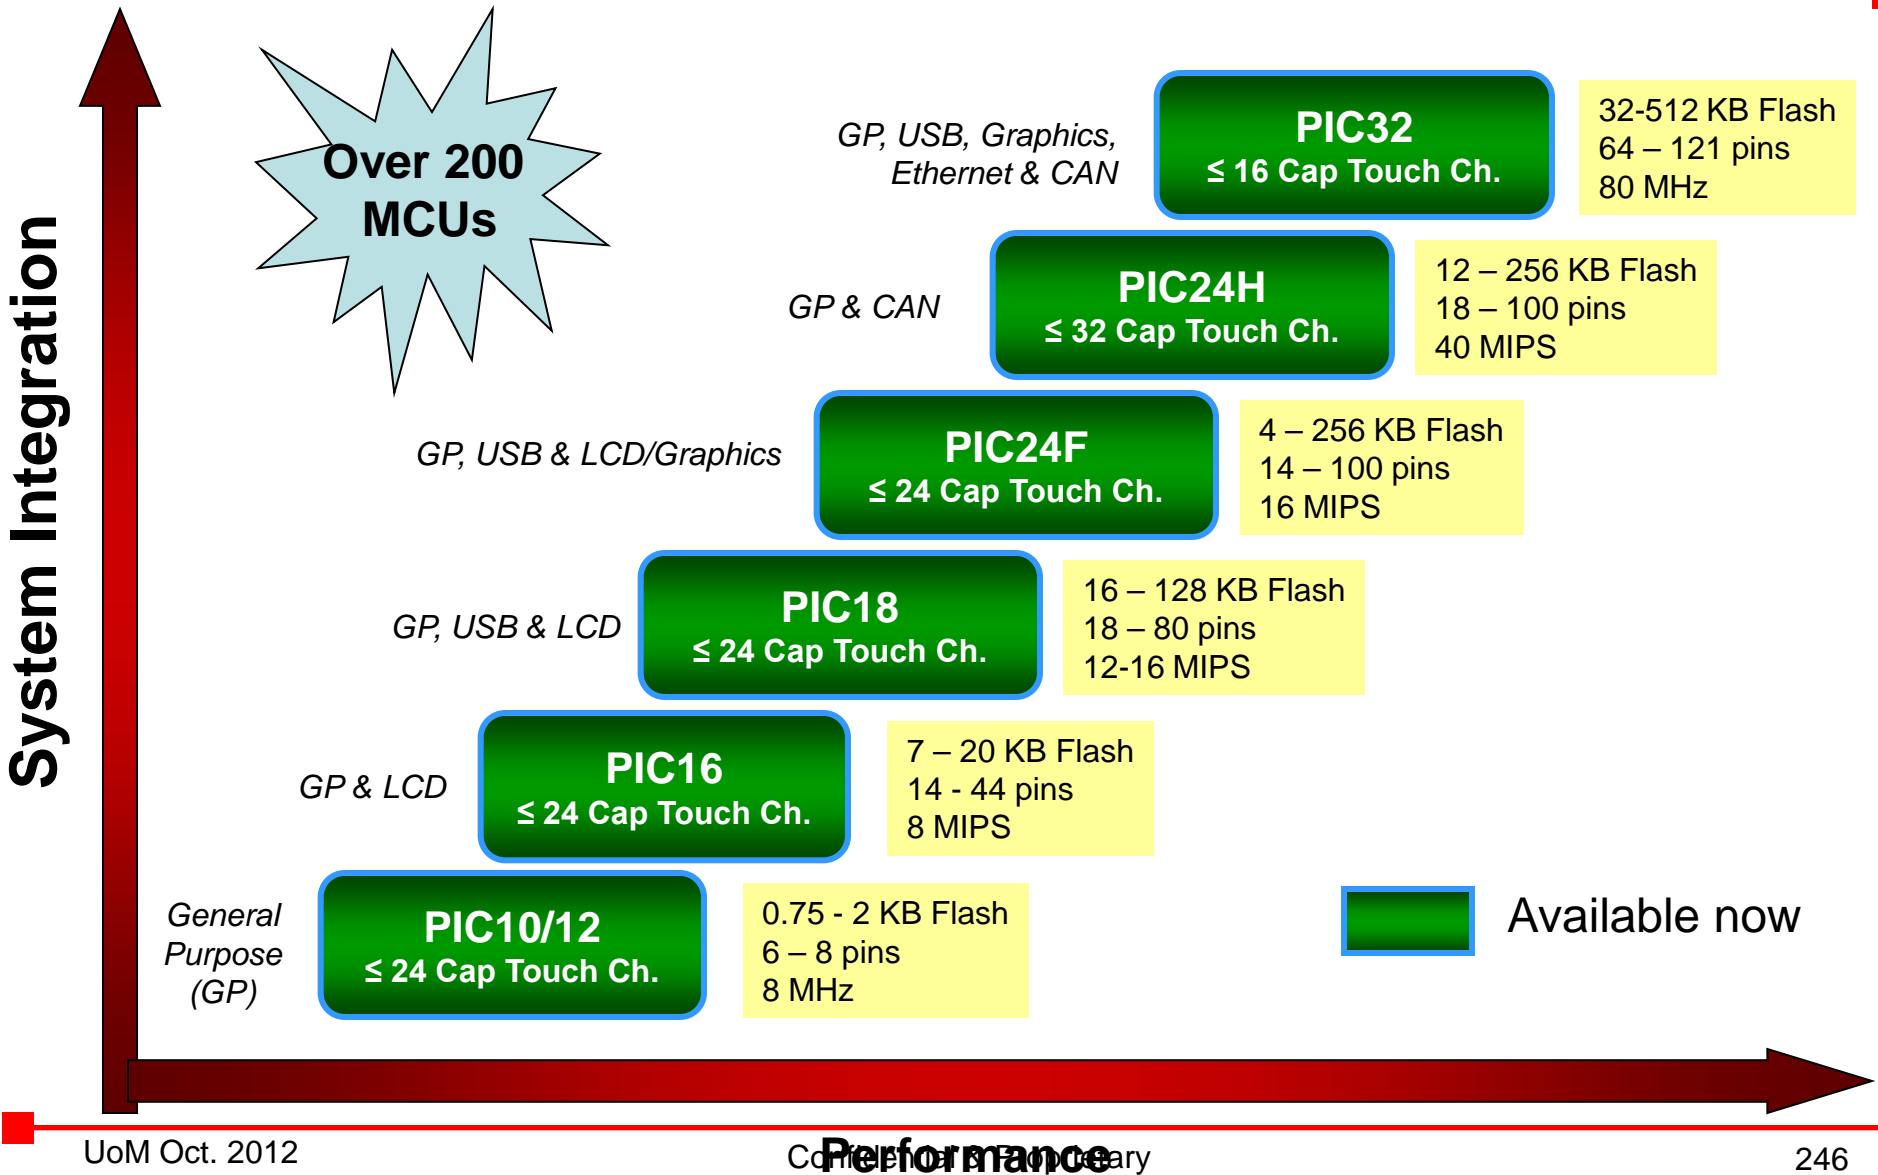 System Integration
Over 200
MCUs
GP, USB, Graphics,
Ethernet & CAN
PIC32
≤ 16 Cap Touch Ch.
32-512 KB Flash
64 – 121 pins
80 MHz
GP & CAN
PIC24H
≤ 32 Cap Touch Ch.
12 – 256 KB Flash
18 – 100 pins
40 MIPS
GP, USB & LCD/Graphics
PIC24F
≤ 24 Cap Touch Ch.
4 – 256 KB Flash
14 – 100 pins
16 MIPS
GP, USB & LCD
PIC18
≤ 24 Cap Touch Ch.
16 – 128 KB Flash
18 – 80 pins
12-16 MIPS
GP & LCD
PIC16
≤ 24 Cap Touch Ch.
7 – 20 KB Flash
14 - 44 pins
8 MIPS
General
Purpose
(GP)
PIC10/12
≤ 24 Cap Touch Ch.
0.75 - 2 KB Flash
6 – 8 pins
8 MHz
Available now
Performance
UoM Oct. 2012
Confidential & Proprietary
246